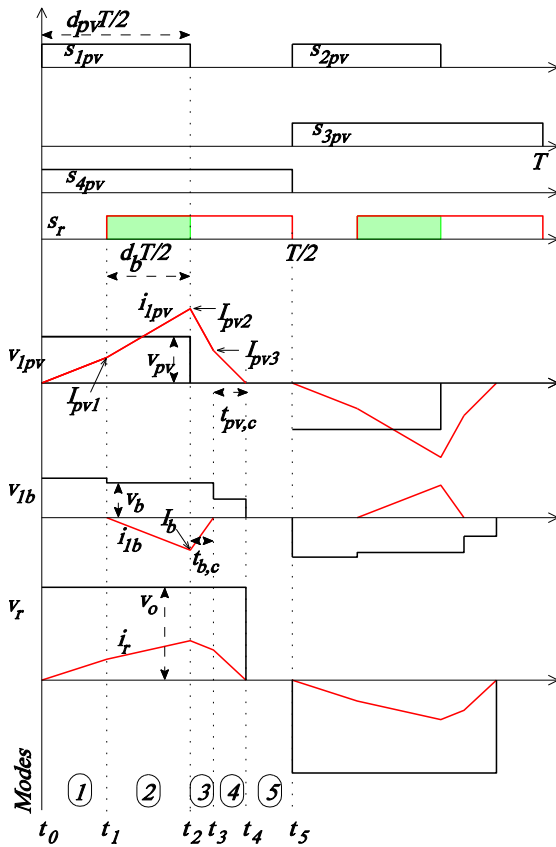 d_pv T/2
s_1pv s_2pv
s_3pv
T
s_4pv
s_r
T/2
d_b T/2
i_1pv
I_pv2
v_1pv
v_pv
I_pv3
I_pv1
t_pv,c
v_1b
v_b
I_b
i_1b
t_b,c
v_r
v_o
i_r
Modes
1 2 3 4 5
t_0 t_1 t_2 t_3 t_4 t_5